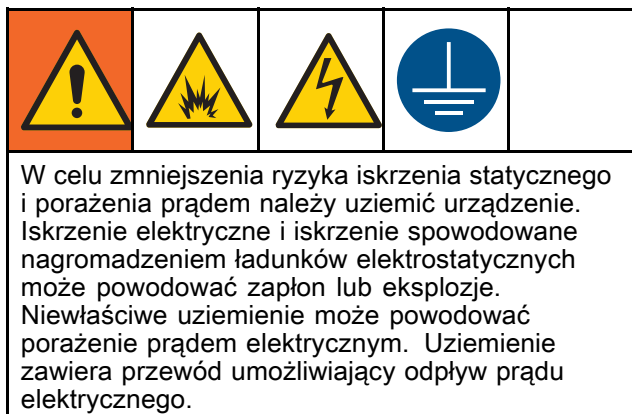 W celu zmniejszenia ryzyka iskrzenia statycznego
i porażenia prądem należy uziemić urządzenie.
Iskrzenie elektryczne i iskrzenie spowodowane
nagromadzeniem ładunków elektrostatycznych
może powodować zapłon lub eksplozje.
Niewłaściwe uziemienie może powodować
porażenie prądem elektrycznym. Uziemienie
zawiera przewód umożliwiający odpływ prądu
elektrycznego.